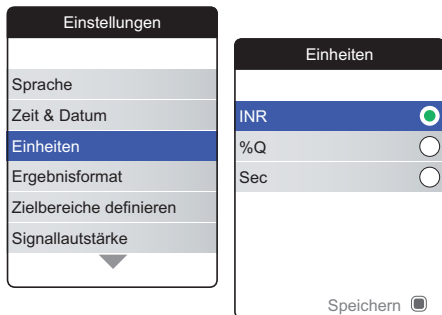 Einstellungen
Sprache
Zeit & Datum
Einheiten
Ergebnisformat
Zielbereiche definieren
Signallautstärke
Einheiten
INR
%Q
Sec
Speichern